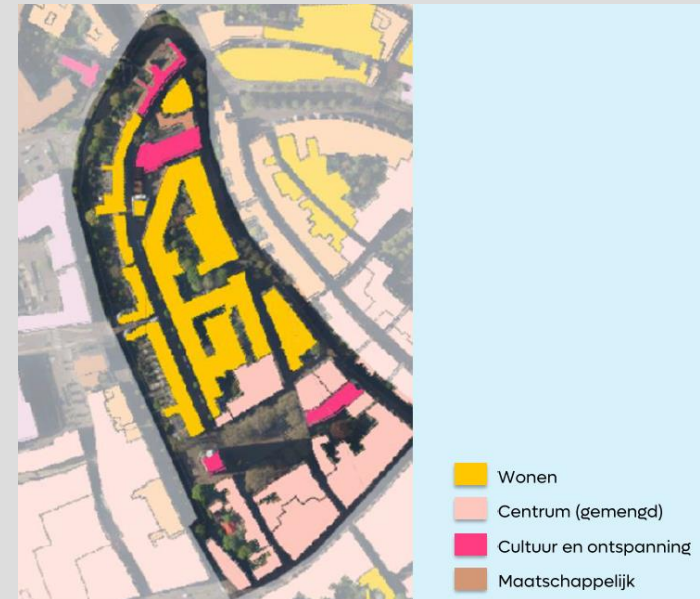 Wonen
Centrum (gemengd)
Cultuur en ontspanning
Maatschappelijk